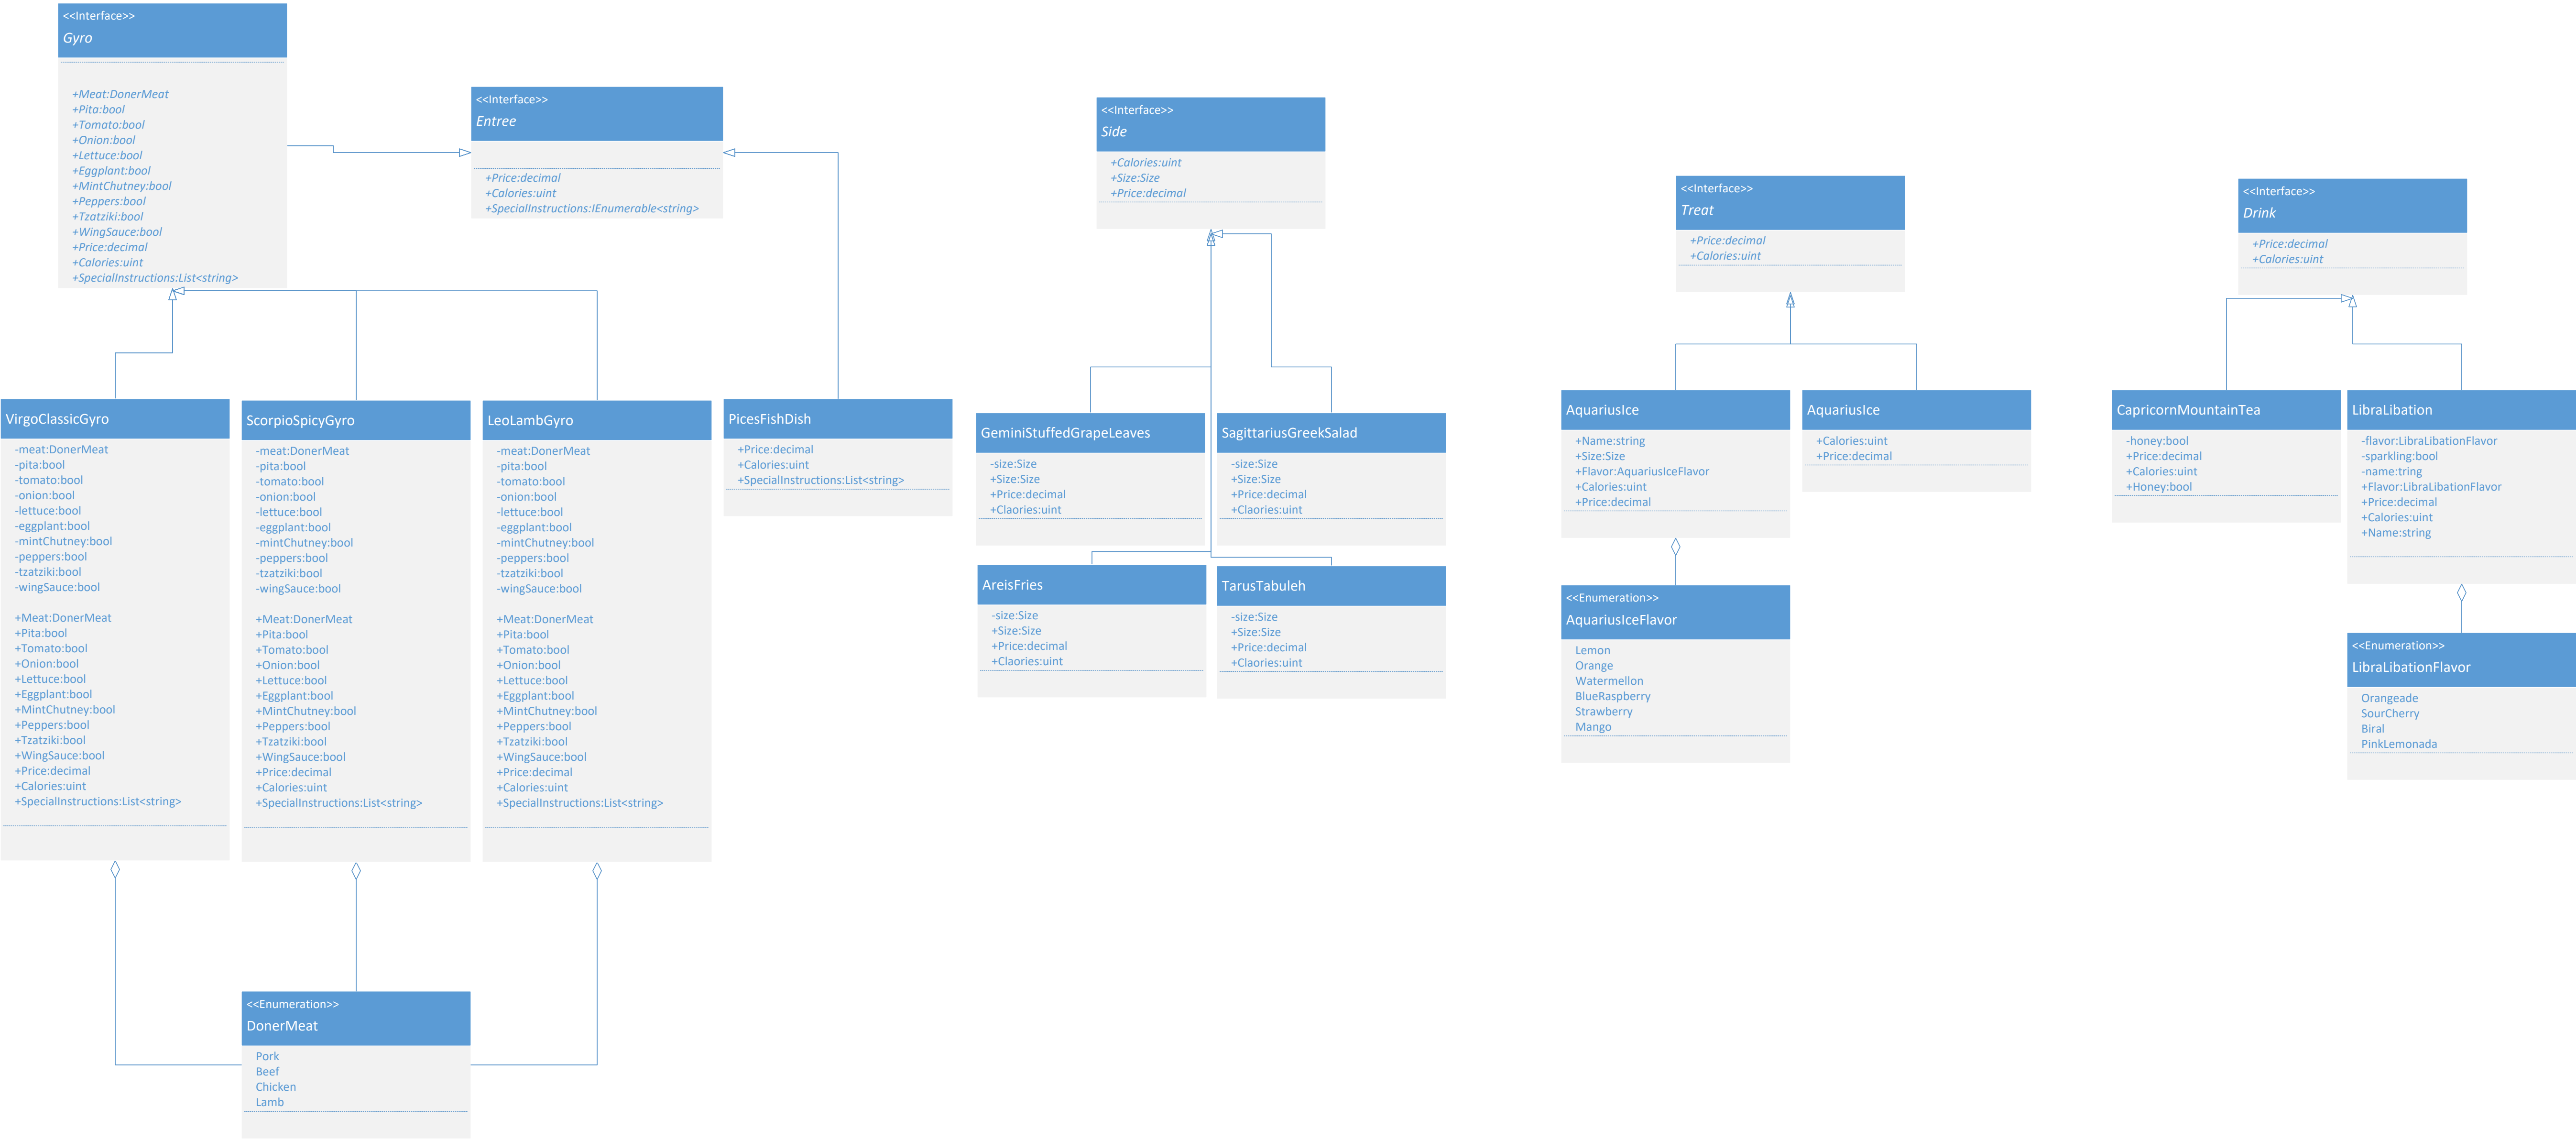 <<Interface>>
Gyro
+Meat:DonerMeat
+Pita:bool
+Tomato:bool
+Onion:bool
+Lettuce:bool
+Eggplant:bool
+MintChutney:bool
+Peppers:bool
+Tzatziki:bool
+WingSauce:bool
+Price:decimal
+Calories:uint
+SpecialInstructions:List<string>
<<Interface>>
Entree
+Price:decimal
+Calories:uint
+SpecialInstructions:IEnumerable<string>
<<Interface>>
Side
+Calories:uint
+Size:Size
+Price:decimal
<<Interface>>
Treat
+Price:decimal
+Calories:uint
<<Interface>>
Drink
+Price:decimal
+Calories:uint
VirgoClassicGyro
-meat:DonerMeat
-pita:bool
-tomato:bool
-onion:bool
-lettuce:bool
-eggplant:bool
-mintChutney:bool
-peppers:bool
-tzatziki:bool
-wingSauce:bool
+Meat:DonerMeat
+Pita:bool
+Tomato:bool
+Onion:bool
+Lettuce:bool
+Eggplant:bool
+MintChutney:bool
+Peppers:bool
+Tzatziki:bool
+WingSauce:bool
+Price:decimal
+Calories:uint
+SpecialInstructions:List<string>
ScorpioSpicyGyro
-meat:DonerMeat
-pita:bool
-tomato:bool
-onion:bool
-lettuce:bool
-eggplant:bool
-mintChutney:bool
-peppers:bool
-tzatziki:bool
-wingSauce:bool
+Meat:DonerMeat
+Pita:bool
+Tomato:bool
+Onion:bool
+Lettuce:bool
+Eggplant:bool
+MintChutney:bool
+Peppers:bool
+Tzatziki:bool
+WingSauce:bool
+Price:decimal
+Calories:uint
+SpecialInstructions:List<string>
LeoLambGyro
-meat:DonerMeat
-pita:bool
-tomato:bool
-onion:bool
-lettuce:bool
-eggplant:bool
-mintChutney:bool
-peppers:bool
-tzatziki:bool
-wingSauce:bool
+Meat:DonerMeat
+Pita:bool
+Tomato:bool
+Onion:bool
+Lettuce:bool
+Eggplant:bool
+MintChutney:bool
+Peppers:bool
+Tzatziki:bool
+WingSauce:bool
+Price:decimal
+Calories:uint
+SpecialInstructions:List<string>
PicesFishDish
+Price:decimal
+Calories:uint
+SpecialInstructions:List<string>
GeminiStuffedGrapeLeaves
-size:Size
+Size:Size
+Price:decimal
+Claories:uint
SagittariusGreekSalad
-size:Size
+Size:Size
+Price:decimal
+Claories:uint
AreisFries
-size:Size
+Size:Size
+Price:decimal
+Claories:uint
TarusTabuleh
-size:Size
+Size:Size
+Price:decimal
+Claories:uint
AquariusIce
+Name:string
+Size:Size
+Flavor:AquariusIceFlavor
+Calories:uint
+Price:decimal
AquariusIce
+Calories:uint
+Price:decimal
<<Enumeration>>
AquariusIceFlavor
Lemon
Orange
Watermellon
BlueRaspberry
Strawberry
Mango
CapricornMountainTea
-honey:bool
+Price:decimal
+Calories:uint
+Honey:bool
LibraLibation
-flavor:LibraLibationFlavor
-sparkling:bool
-name:tring
+Flavor:LibraLibationFlavor
+Price:decimal
+Calories:uint
+Name:string
<<Enumeration>>
LibraLibationFlavor
Orangeade
SourCherry
Biral
PinkLemonada
<<Enumeration>>
DonerMeat
Pork
Beef
Chicken
Lamb